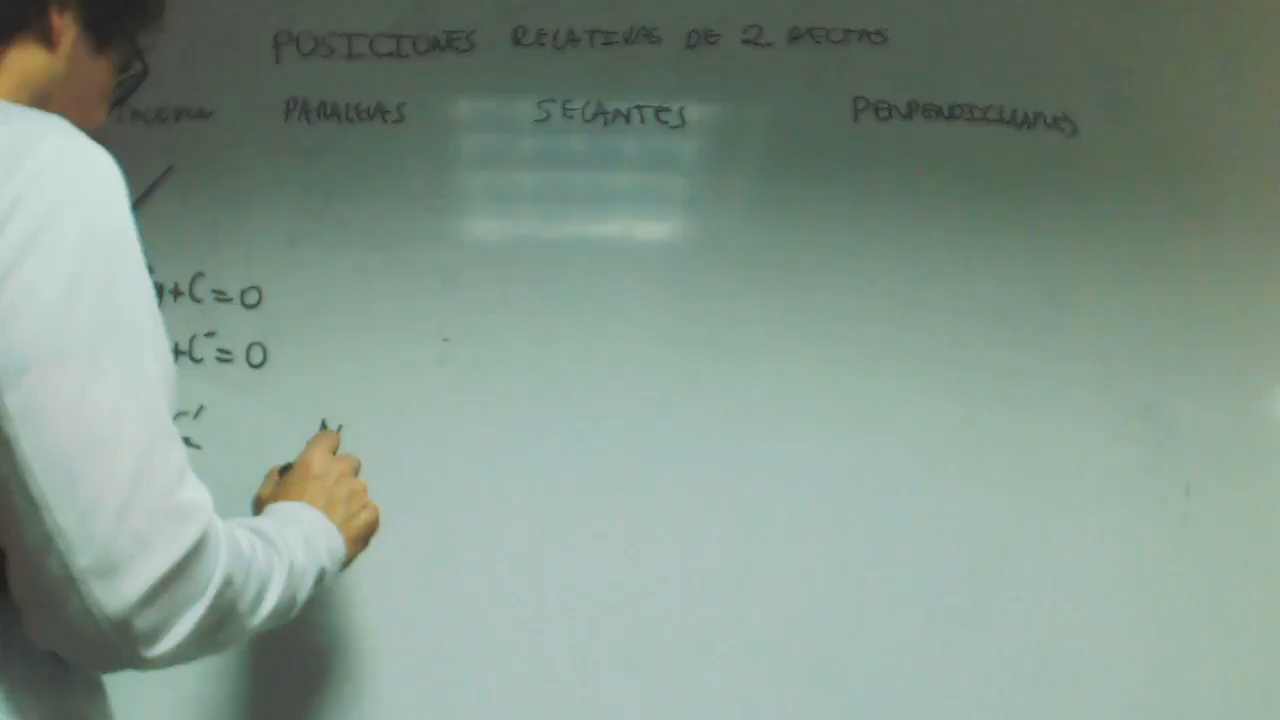 POSICIONES RELATIVAS DE 2 RECTAS
PARALELAS SECANTES PERPENDICULARES
+C=0
+C'=0
C'